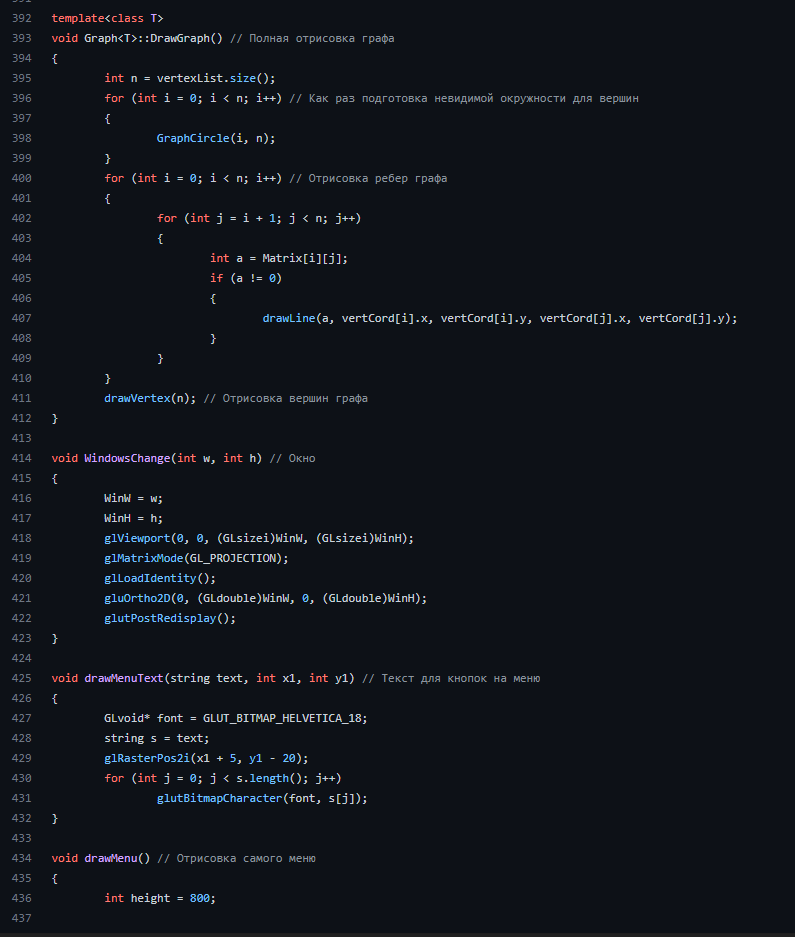 392 template<class T>
393 void Graph<T>::DrawGraph() // Полная отрисовка графа
394 {
395 int n = vertexList.size();
396 for (int i = 0; i < n; i++) // Как раз подготовка невидимой окружности для вершин
397 {
398 GraphCircle(i, n);
399 }
400 for (int i = 0; i < n; i++) // Отрисовка ребер графа
401 {
402 for (int j = i + 1; j < n; j++)
403 {
404 int a = Matrix[i][j];
405 if (a != 0)
406 {
407 drawLine(a, vertCord[i].x, vertCord[i].y, vertCord[j].x, vertCord[j].y);
408 }
409 }
410 }
411 drawVertex(n); // Отрисовка вершин графа
412 }
413
414 void WindowsChange(int w, int h) // Окно
415 {
416 WinW = w;
417 WinH = h;
418 glViewport(0, 0, (GLsizei)WinW, (GLsizei)WinH);
419 glMatrixMode(GL_PROJECTION);
420 glLoadIdentity();
421 gluOrtho2D(0, (GLdouble)WinW, 0, (GLdouble)WinH);
422 glutPostRedisplay();
423 }
424
425 void drawMenuText(string text, int x1, int y1) // Текст для кнопок на меню
426 {
427 GLvoid* font = GLUT_BITMAP_HELVETICA_18;
428 string s = text;
429 glRasterPos2i(x1 + 5, y1 - 20);
430 for (int j = 0; j < s.length(); j++)
431 glutBitmapCharacter(font, s[j]);
432 }
433
434 void drawMenu() // Отрисовка самого меню
435 {
436 int height = 800;
437